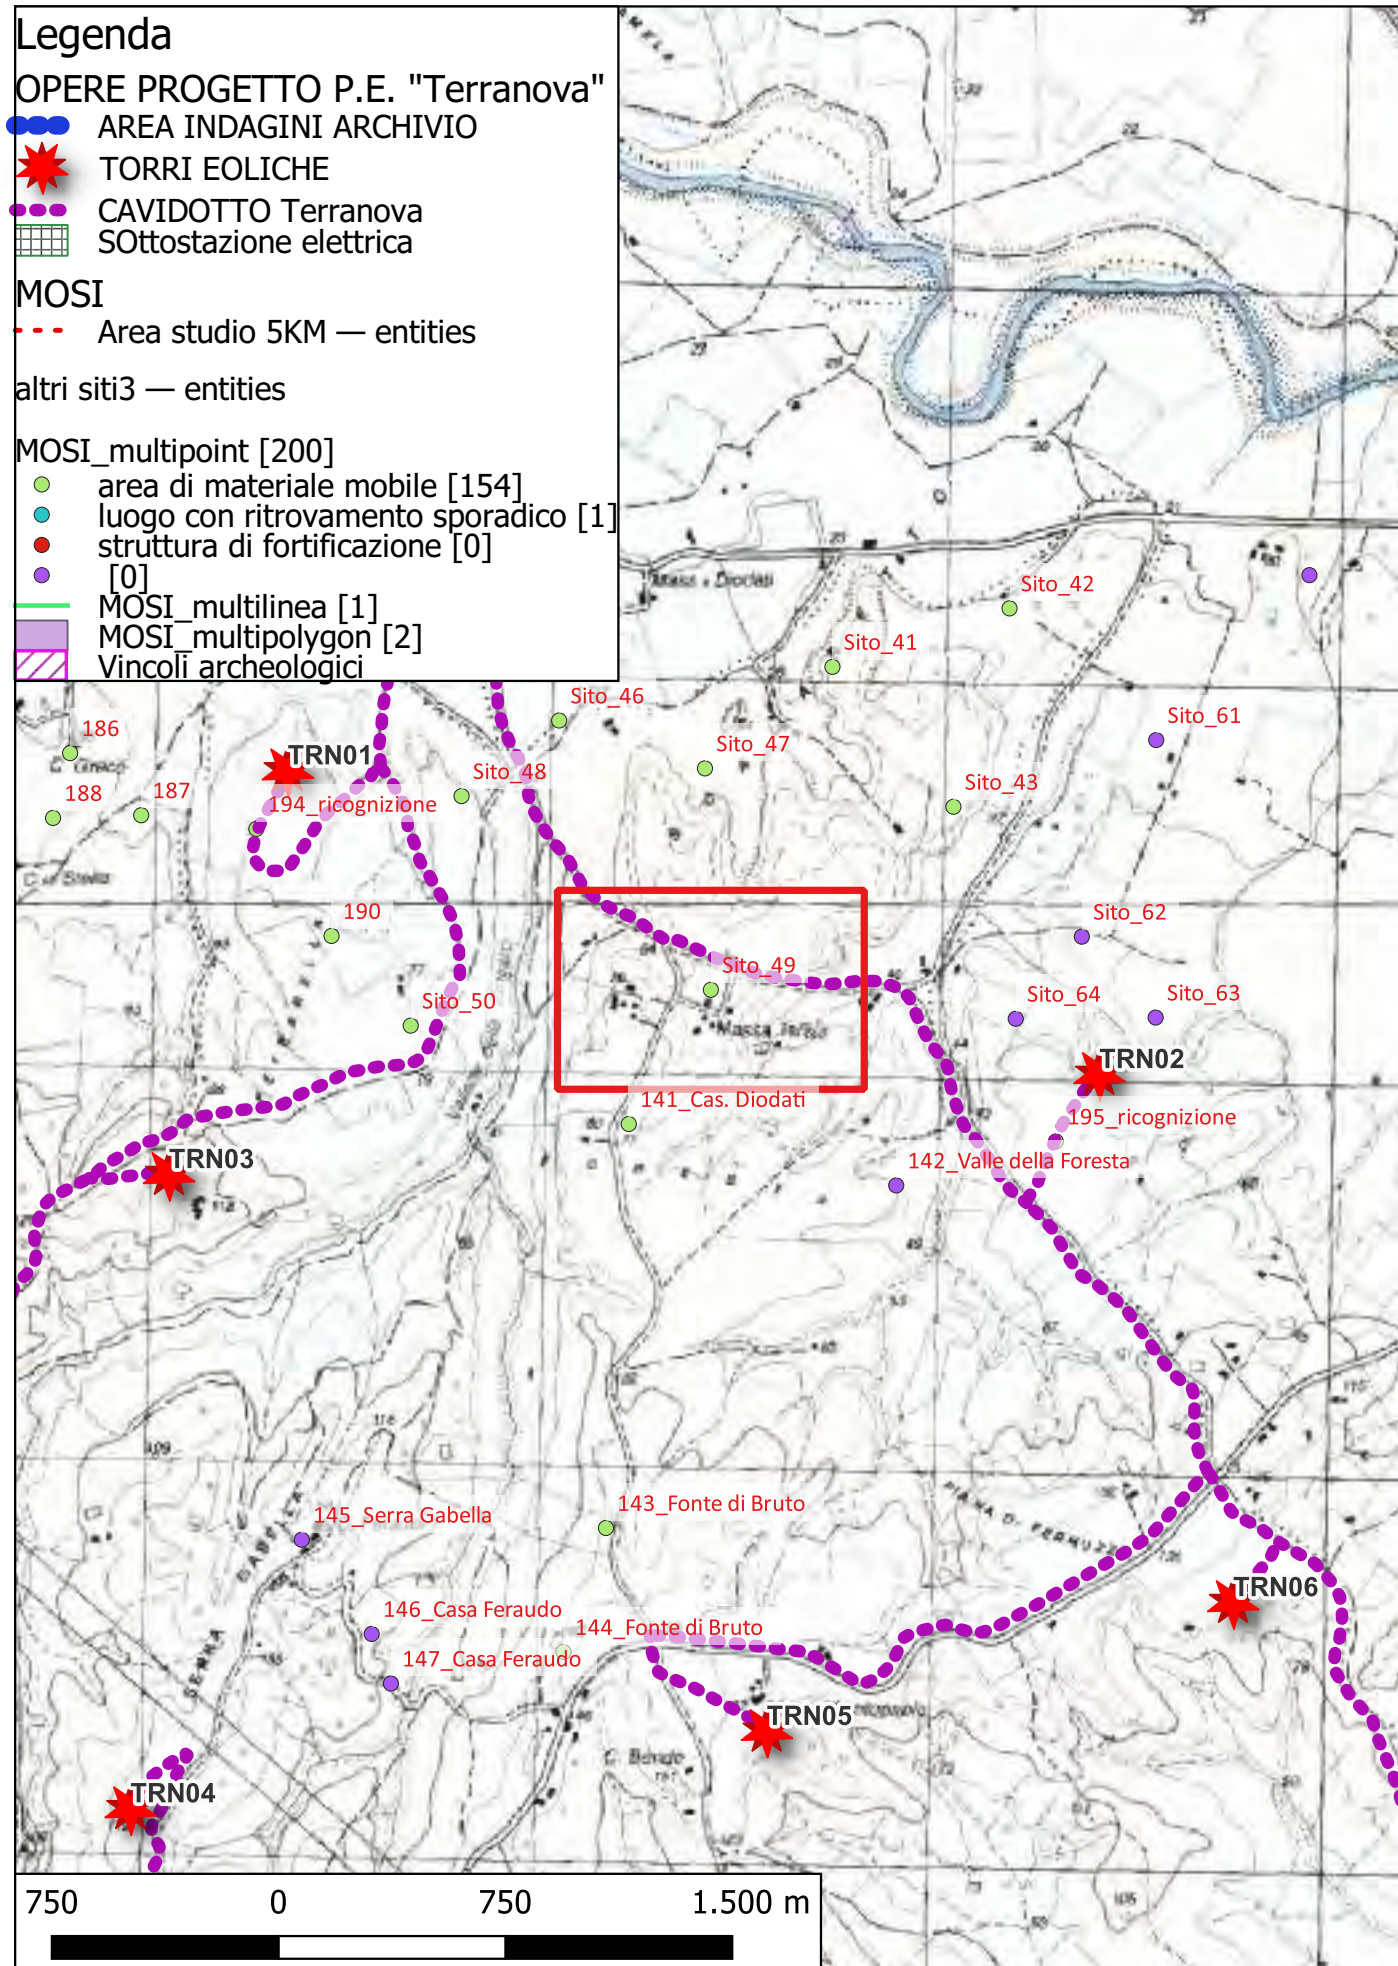 Legenda
OPERE PROGETTO P.E. "Terranova"
AREA INDAGINI ARCHIVIO
TORRI EOLICHE
CAVIDOTTO Terranova
SOttostazione elettrica
MOSI
Area studio 5KM — entities
altri siti3 — entities
MOSI_multipoint [200]
area di materiale mobile [154]
luogo con ritrovamento sporadico [1]
struttura di fortificazione [0]
[0]
MOSI_multilinea [1]
MOSI_multipolygon [2]
Vincoli archeologici
Sito_42
Sito_41
Sito_46
Sito_61
186
TRN01
Sito_47
Sito_48
188
187
194_ricognizione
Sito_43
190
Sito_62
Sito_49
Sito_50
Sito_64
Sito_63
TRN02
141_Cas. Diodati
195_ricognizione
TRN03
142_Valle della Foresta
145_Serra Gabella
143_Fonte di Bruto
TRN06
146_Casa Feraudo
144_Fonte di Bruto
147_Casa Feraudo
TRN05
SERRA GABELLA
TRN04
750 0 750 1.500 m